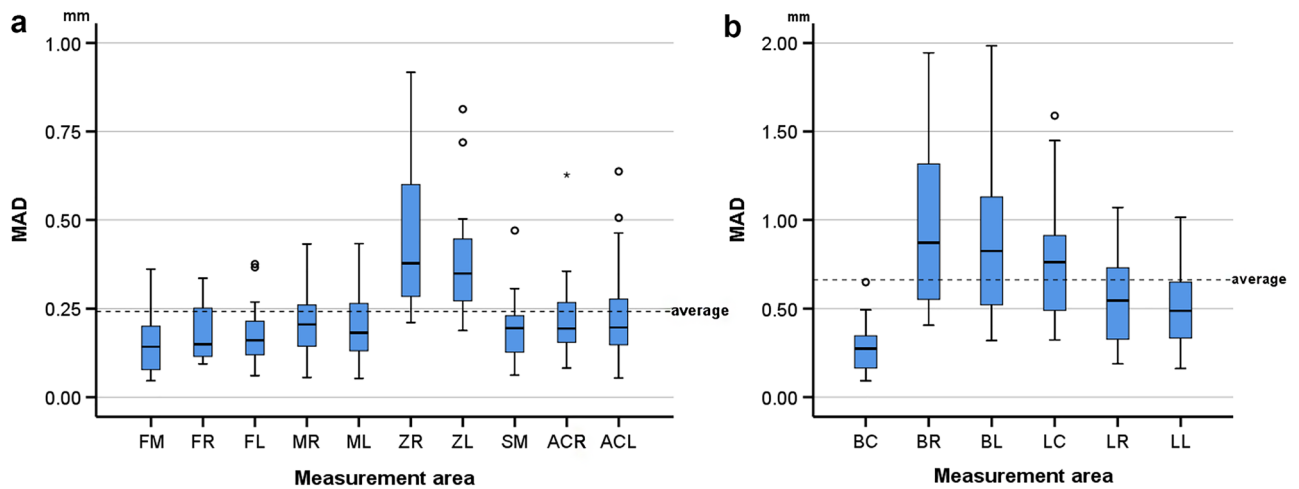 a
mm
1.00
0.75
0.50
0.25
0.00
MAD
average
*
FM FR FL MR ML ZR ZL SM ACR ACL
Measurement area
b
mm
2.00
1.50
1.00
0.50
0.00
MAD
average
BC BR BL LC LR LL
Measurement area